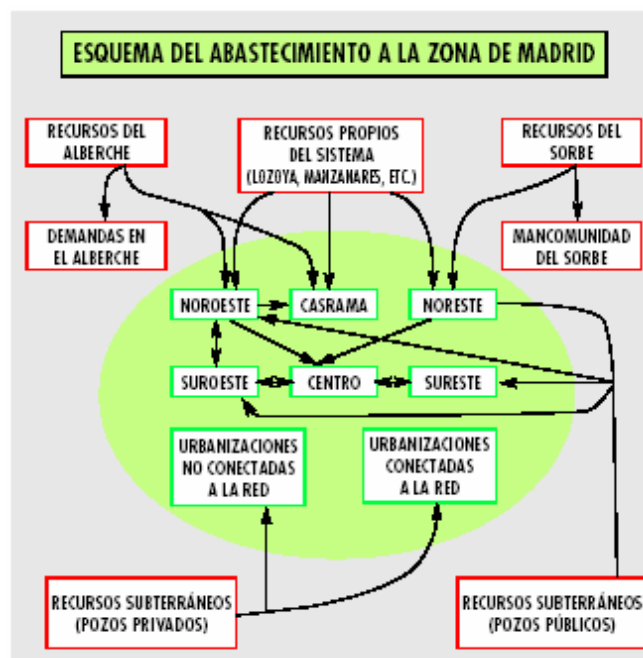 ESQUEMA DEL ABASTECIMIENTO A LA ZONA DE MADRID
RECURSOS DEL
ALBERCHE
RECURSOS PROPIOS
DEL SISTEMA
(LOZOYA, MANZANARES, ETC.)
RECURSOS DEL
SORBE
DEMANDAS EN
EL ALBERCHE
MANCOMUNIDAD
DEL SORBE
NOROESTE
CASRAMA
NORESTE
SUROESTE
CENTRO
SURESTE
URBANIZACIONES
NO CONECTADAS
A LA RED
URBANIZACIONES
CONECTADAS
A LA RED
RECURSOS SUBTERRÁNEOS
(POZOS PRIVADOS)
RECURSOS SUBTERRÁNEOS
(POZOS PÚBLICOS)